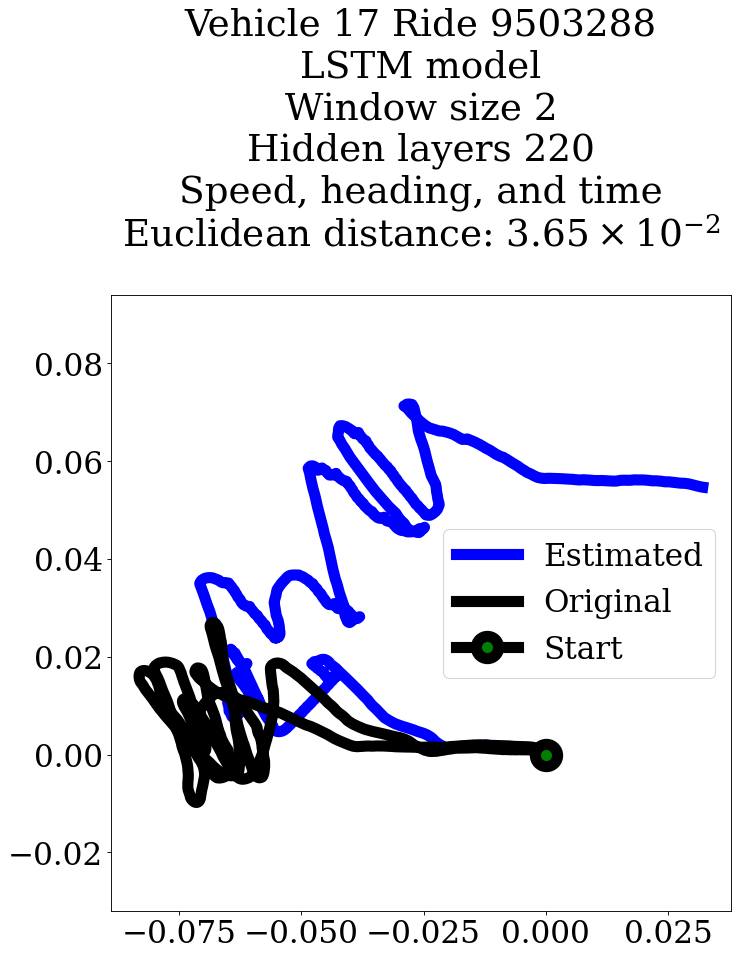 Vehicle 17 Ride 9503288
LSTM model
Window size 2
Hidden layers 220
Speed, heading, and time
Euclidean distance: 3.65 × 10⁻²
0.08
0.06
0.04
0.02
0.00
−0.02
Estimated
Original
Start
−0.075 −0.050 −0.025 0.000 0.025